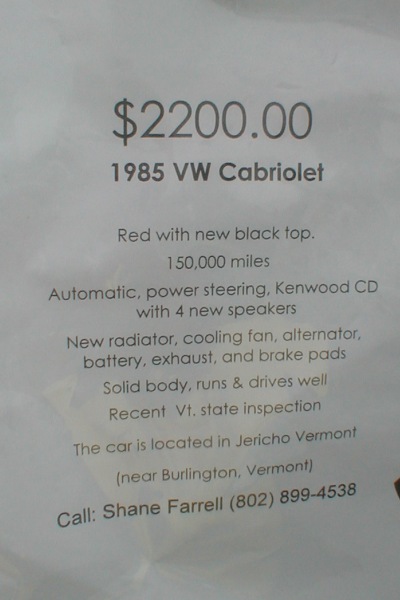 $2200.00
1985 VW Cabriolet
Red with new black top.
150,000 miles
Automatic, power steering, Kenwood CD
with 4 new speakers
New radiator, cooling fan, alternator,
battery, exhaust, and brake pads
Solid body, runs & drives well
Recent Vt. state inspection
The car is located in Jericho Vermont
(near Burlington, Vermont)
Call: Shane Farrell (802) 899-4538